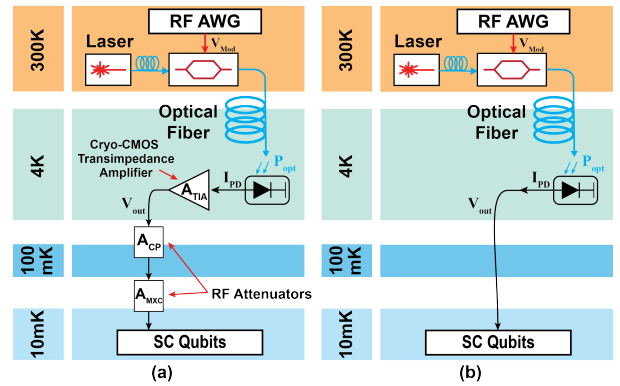 300K
RF AWG
Laser
V_Mod
Optical
Fiber
4K
Cryo-CMOS
Transimpedance
Amplifier
P_opt
A_TIA
I_PD
V_out
A_CP
100
mK
A_MXC
RF Attenuators
10mK
SC Qubits
(a)
300K
RF AWG
Laser
V_Mod
Optical
Fiber
4K
P_opt
I_PD
V_out
100
mK
10mK
SC Qubits
(b)